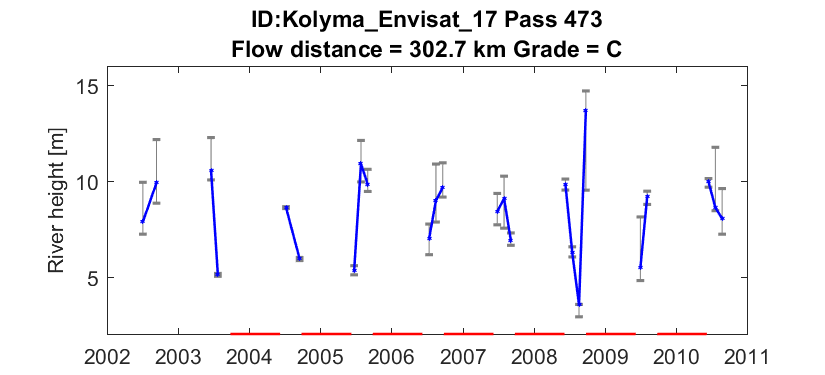 ID:Kolyma_Envisat_17 Pass 473
Flow distance = 302.7 km Grade = C
15
10
5
River height [m]
2002 2003 2004 2005 2006 2007 2008 2009 2010 2011